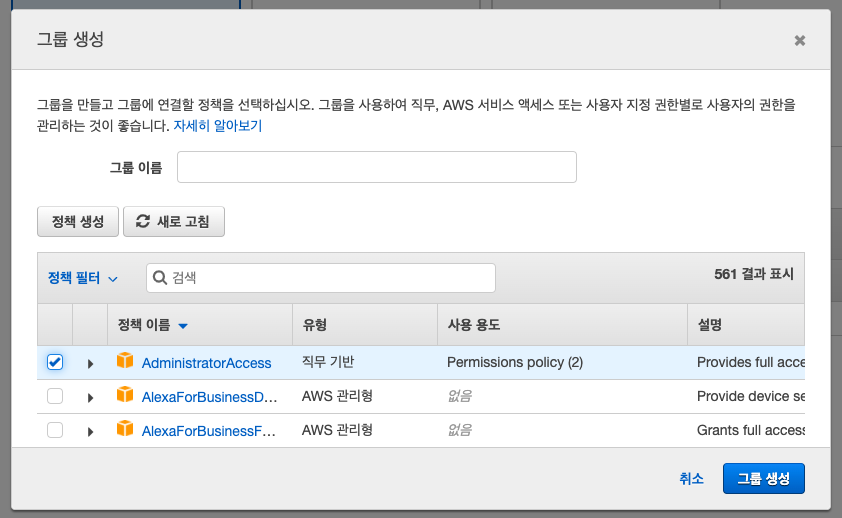 그룹 생성
그룹을 만들고 그룹에 연결할 정책을 선택하십시오. 그룹을 사용하여 직무, AWS 서비스 액세스 또는 사용자 지정 권한별로 사용자의 권한을
관리하는 것이 좋습니다. 자세히 알아보기
그룹 이름
정책 생성 새로 고침
정책 필터 검색 561 결과 표시
정책 이름 유형 사용 용도 설명
AdministratorAccess 직무 기반 Permissions policy (2) Provides full acce
AlexaForBusinessD... AWS 관리형 없음 Provide device se
AlexaForBusinessF... AWS 관리형 없음 Grants full access
취소 그룹 생성